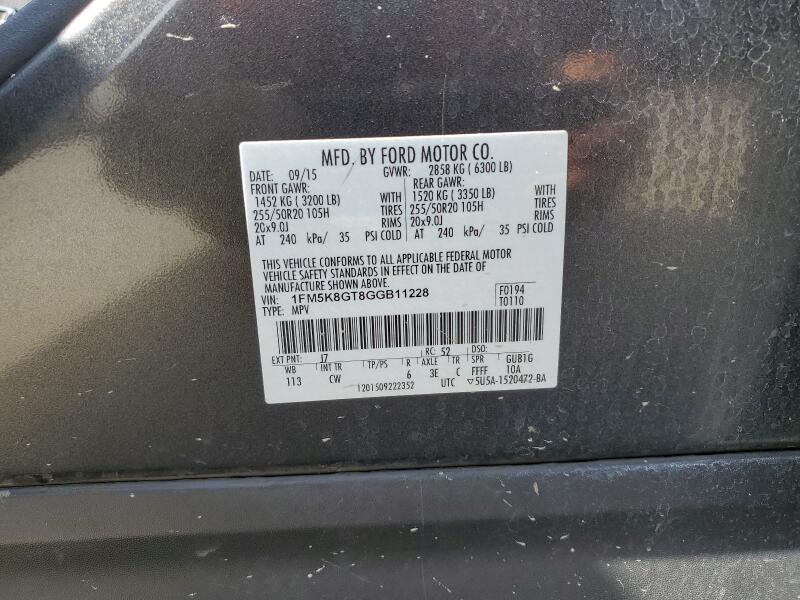 MFD. BY FORD MOTOR CO.
DATE: 09/15 GVWR: 2858 KG ( 6300 LB)
FRONT GAWR: REAR GAWR:
1452 KG ( 3200 LB) WITH 1520 KG ( 3350 LB) WITH
255/50R20 105H TIRES 255/50R20 105H TIRES
20x9.0J RIMS 20x9.0J RIMS
AT 240 kPa/ 35 PSI COLD AT 240 kPa/ 35 PSI COLD
THIS VEHICLE CONFORMS TO ALL APPLICABLE FEDERAL MOTOR
VEHICLE SAFETY STANDARDS IN EFFECT ON THE DATE OF
MANUFACTURE SHOWN ABOVE.
VIN: 1FM5K8GT8GGB11228 F0194
TYPE: MPV T0110
EXT PNT: J7 RC: 52 DSO:
WB INT TR TP/PS R AXLE TR SPR GUB1G
113 CW 6 3E C FFFF 10A
1201509222352 UTC ▽5U5A-1520472-BA